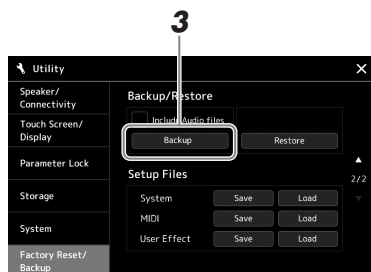 3
Utility
Speaker/
Connectivity
Touch Screen/
Display
Parameter Lock
Storage
System
Factory Reset/
Backup
Backup/Restore
Include Audio files
Backup
Restore
Setup Files
System
Save
Load
MIDI
Save
Load
User Effect
Save
Load
2/2